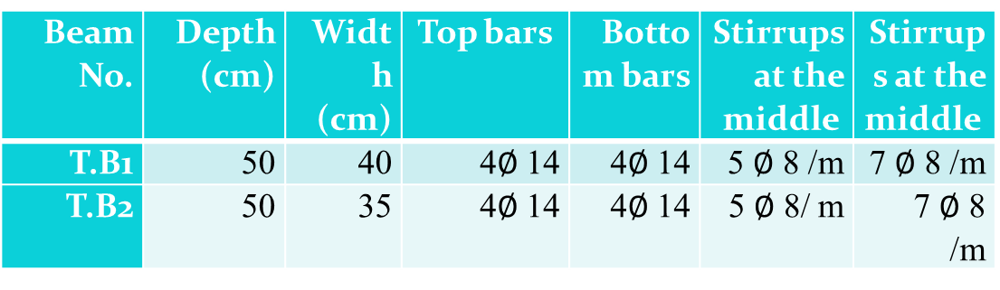 Beam No. Depth (cm) Widt h (cm) Top bars Botto m bars Stirrups at the middle Stirrup s at the middle
T.B1 50 40 4Ø 14 4Ø 14 5 Ø 8 /m 7 Ø 8 /m
T.B2 50 35 4Ø 14 4Ø 14 5 Ø 8/ m 7 Ø 8 /m